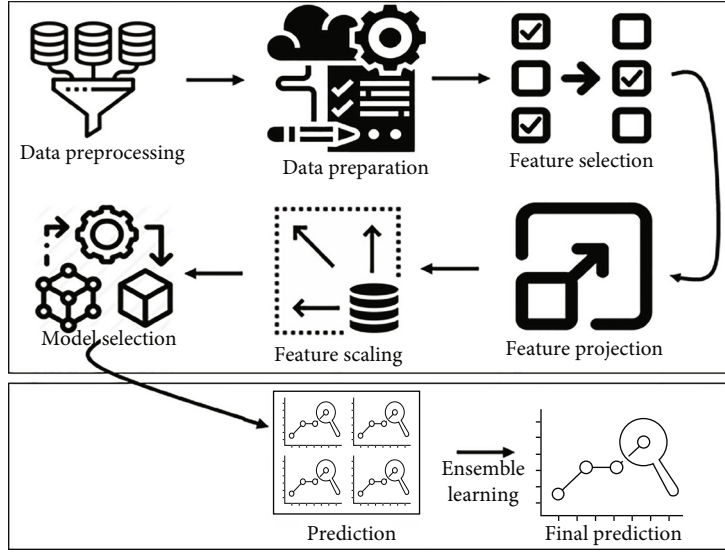 Data preprocessing
Data preparation
Feature selection
Model selection
Feature scaling
Feature projection
Ensemble
learning
Prediction
Final prediction